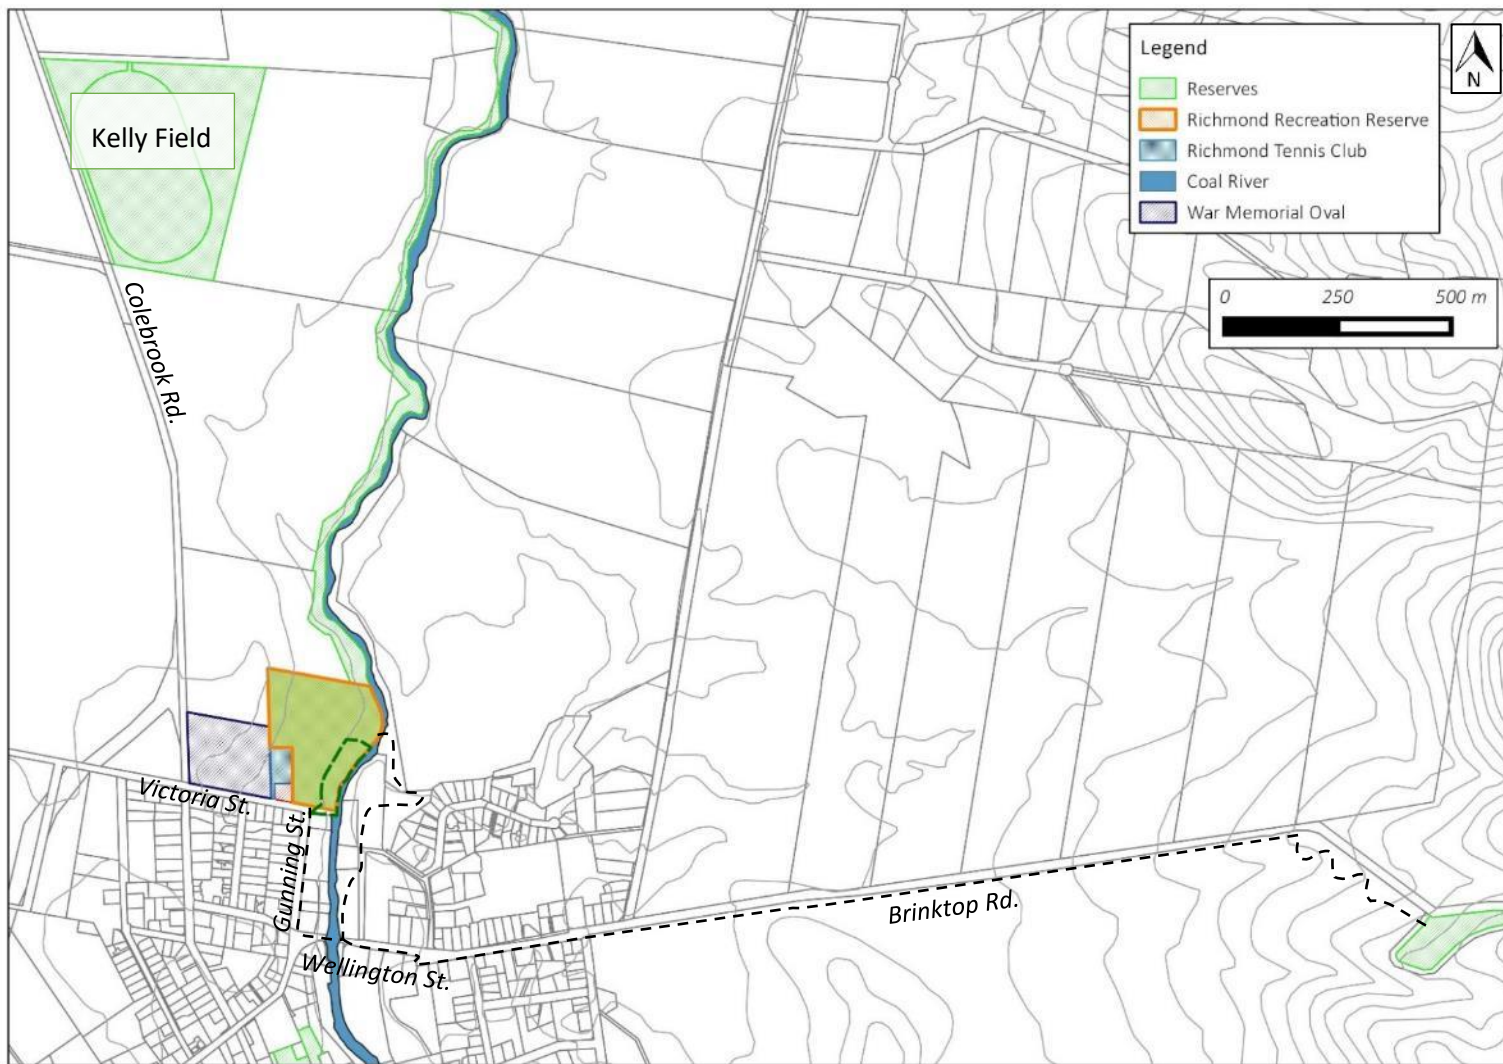 Legend
Reserves
Richmond Recreation Reserve
Richmond Tennis Club
Coal River
War Memorial Oval
N
0 250 500 m
Kelly Field
Colebrook Rd.
Victoria St.
Gunning St.
Wellington St.
Brinktop Rd.